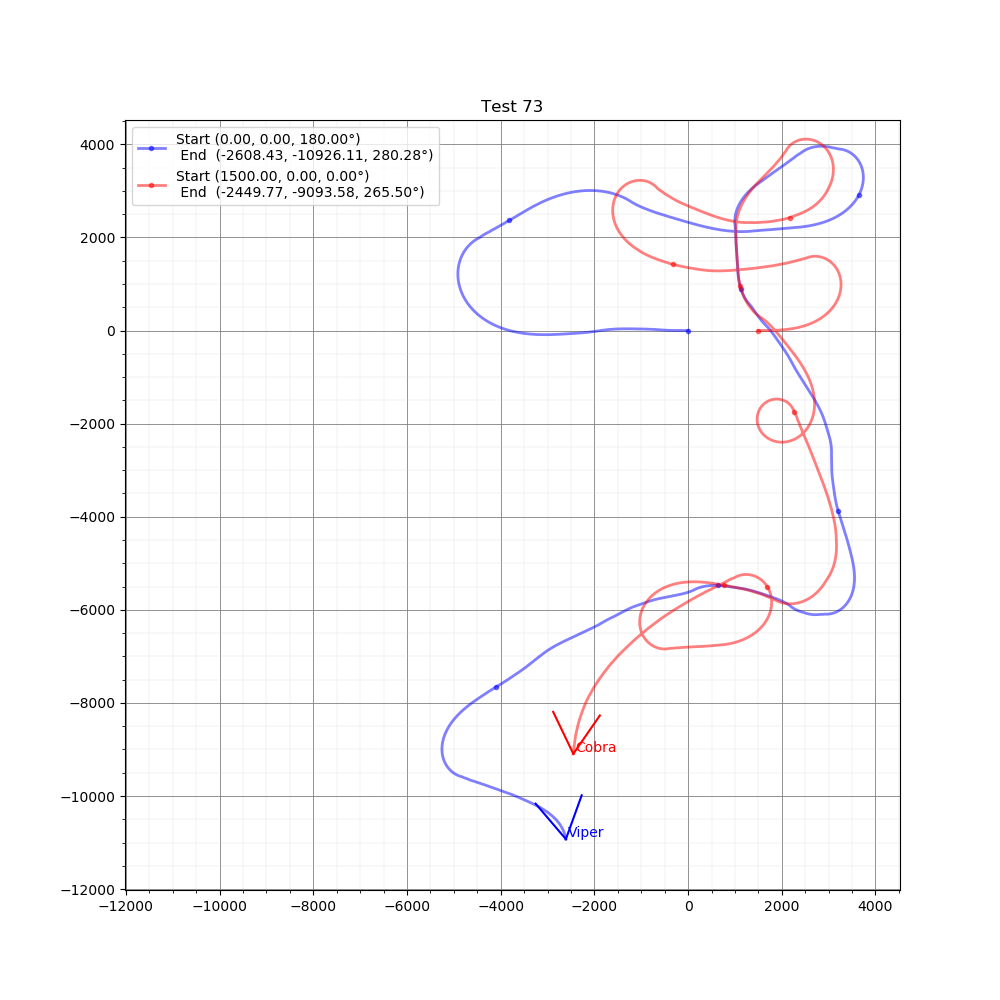 Test 73
Start (0.00, 0.00, 180.00°)
End (-2608.43, -10926.11, 280.28°)
Start (1500.00, 0.00, 0.00°)
End (-2449.77, -9093.58, 265.50°)
4000
2000
0
−2000
−4000
−6000
−8000
−10000
−12000
Cobra
Viper
−12000 −10000 −8000 −6000 −4000 −2000 0 2000 4000